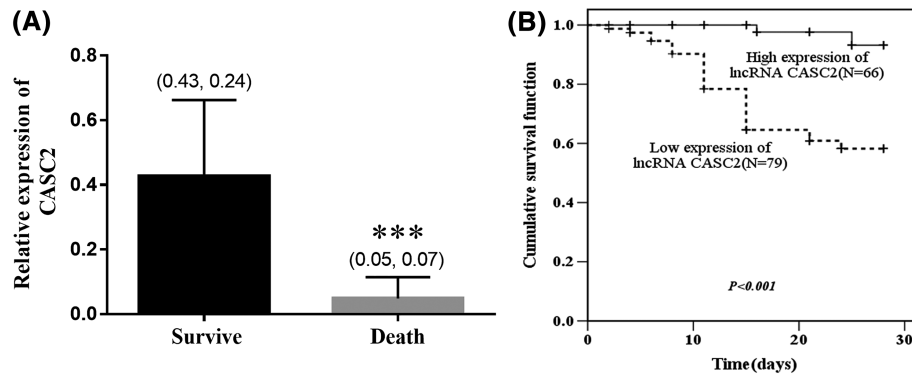 (A)
Relative expression of
CASC2
0.8
0.6
0.4
0.2
0.0
(0.43, 0.24)
***
(0.05, 0.07)
Survive
Death
(B)
Cumulative survival function
1.0
0.8
0.6
0.4
0.2
0.0
High expression of
lncRNA CASC2(N=66)
Low expression of
lncRNA CASC2(N=79)
P<0.001
0
10
20
30
Time(days)